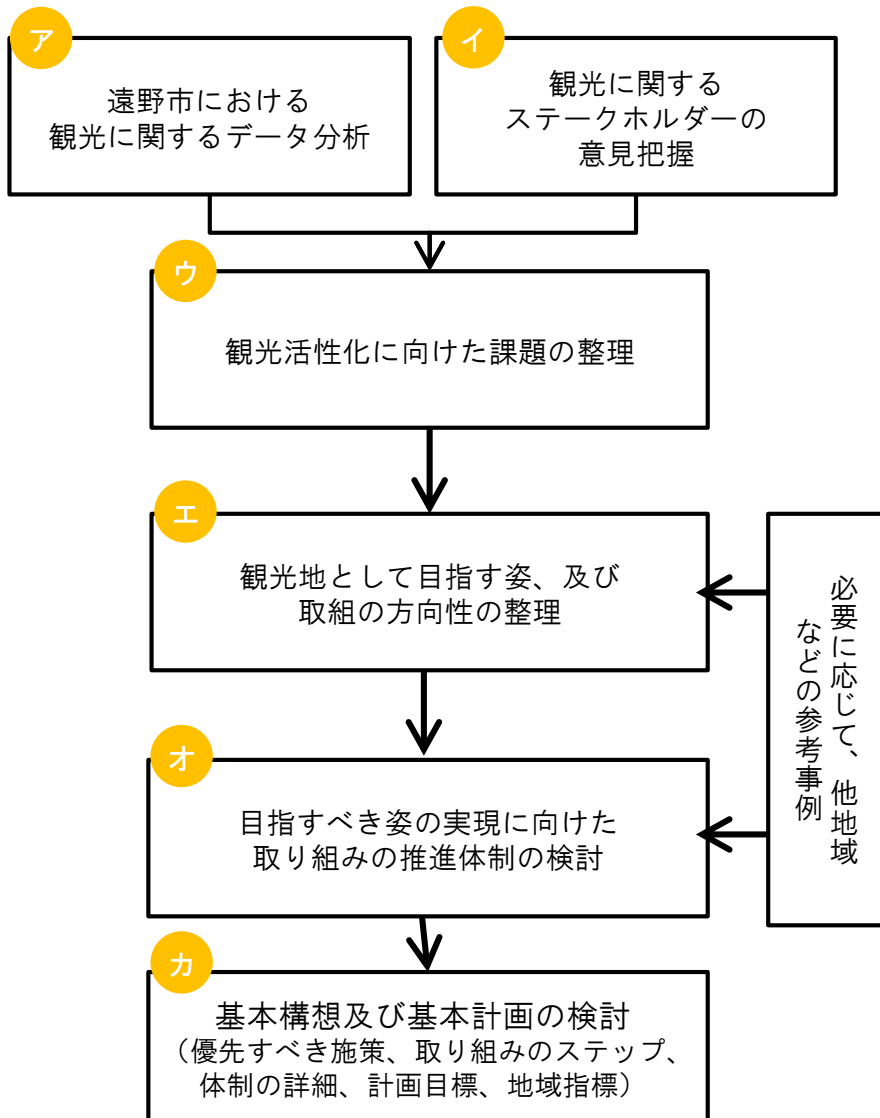 ア
遠野市における
観光に関するデータ分析
イ
観光に関する
ステークホルダーの
意見把握
ウ
観光活性化に向けた課題の整理
エ
観光地として目指す姿、及び
取組の方向性の整理
必要に応じて、他地域
などの参考事例
オ
目指すべき姿の実現に向けた
取り組みの推進体制の検討
カ
基本構想及び基本計画の検討
（優先すべき施策、取り組みのステップ、
体制の詳細、計画目標、地域指標）